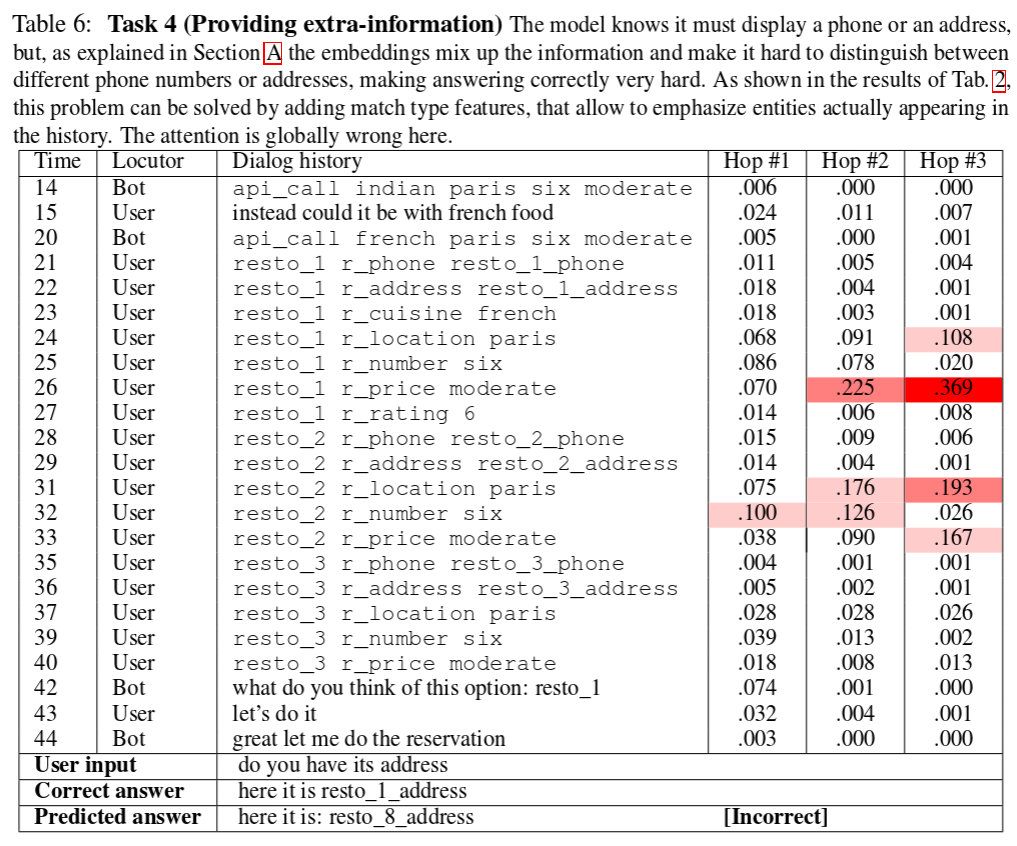 Table 6: Task 4 (Providing extra-information) The model knows it must display a phone or an address,
but, as explained in Section A the embeddings mix up the information and make it hard to distinguish between
different phone numbers or addresses, making answering correctly very hard. As shown in the results of Tab. 2,
this problem can be solved by adding match type features, that allow to emphasize entities actually appearing in
the history. The attention is globally wrong here.
Time Locutor Dialog history Hop #1 Hop #2 Hop #3
14 Bot api_call indian paris six moderate .006 .000 .000
15 User instead could it be with french food .024 .011 .007
20 Bot api_call french paris six moderate .005 .000 .001
21 User resto_1 r_phone resto_1_phone .011 .005 .004
22 User resto_1 r_address resto_1_address .018 .004 .001
23 User resto_1 r_cuisine french .018 .003 .001
24 User resto_1 r_location paris .068 .091 .108
25 User resto_1 r_number six .086 .078 .020
26 User resto_1 r_price moderate .070 .225 .369
27 User resto_1 r_rating 6 .014 .006 .008
28 User resto_2 r_phone resto_2_phone .015 .009 .006
29 User resto_2 r_address resto_2_address .014 .004 .001
31 User resto_2 r_location paris .075 .176 .193
32 User resto_2 r_number six .100 .126 .026
33 User resto_2 r_price moderate .038 .090 .167
35 User resto_3 r_phone resto_3_phone .004 .001 .001
36 User resto_3 r_address resto_3_address .005 .002 .001
37 User resto_3 r_location paris .028 .028 .026
39 User resto_3 r_number six .039 .013 .002
40 User resto_3 r_price moderate .018 .008 .013
42 Bot what do you think of this option: resto_1 .074 .001 .000
43 User let's do it .032 .004 .001
44 Bot great let me do the reservation .003 .000 .000
User input do you have its address
Correct answer here it is resto_1_address
Predicted answer here it is: resto_8_address [Incorrect]